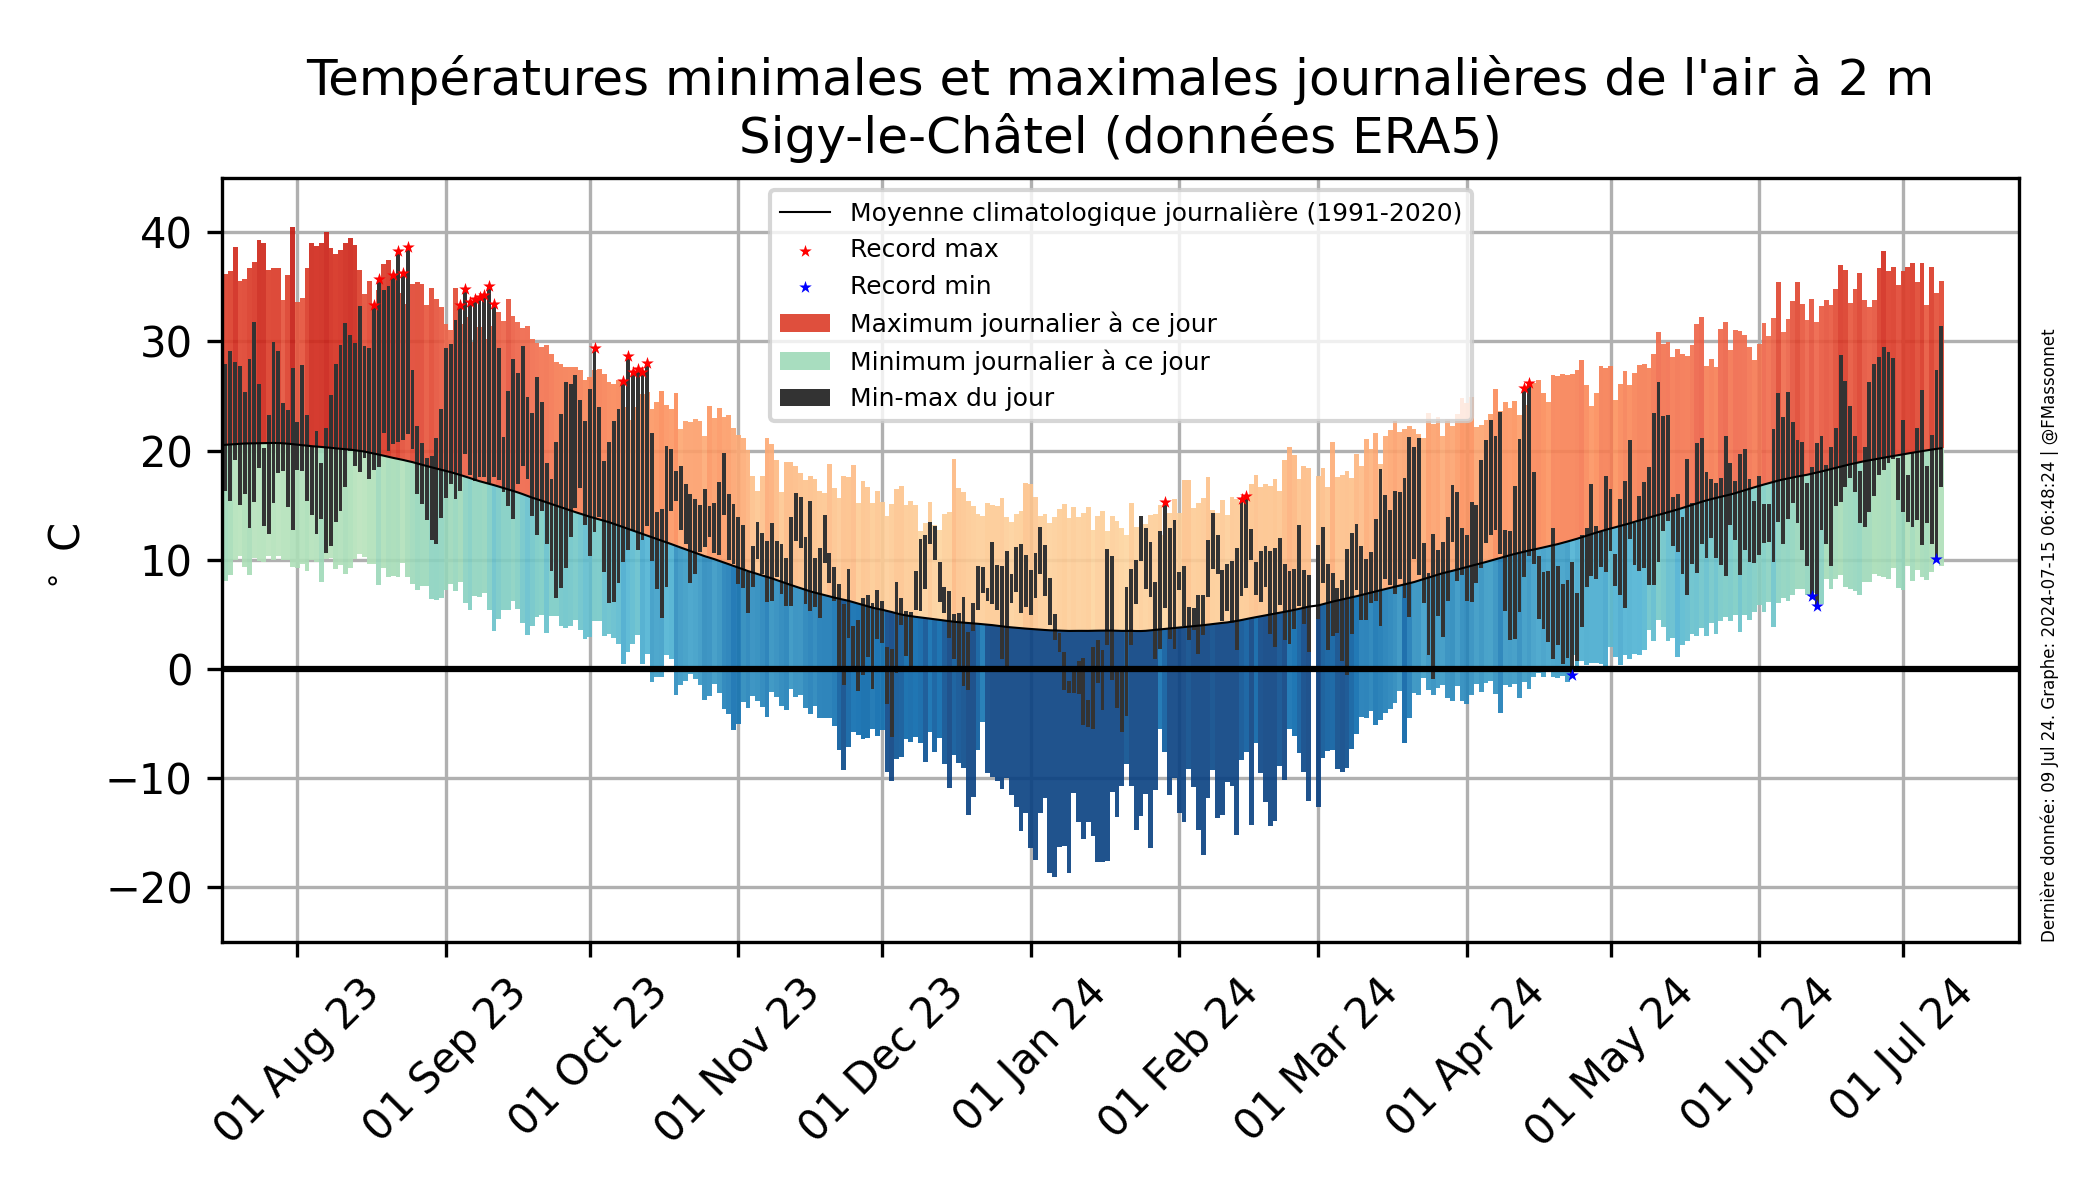 Températures minimales et maximales journalières de l'air à 2 m
Sigy-le-Châtel (données ERA5)
Moyenne climatologique journalière (1991-2020)
Record max
Record min
Maximum journalier à ce jour
Minimum journalier à ce jour
Min-max du jour
40
30
20
10
0
−10
−20
° C
01 Aug 23
01 Sep 23
01 Oct 23
01 Nov 23
01 Dec 23
01 Jan 24
01 Feb 24
01 Mar 24
01 Apr 24
01 May 24
01 Jun 24
01 Jul 24
Dernière donnée: 09 Jul 24. Graphe: 2024-07-15 06:48:24 | @FMassonnet